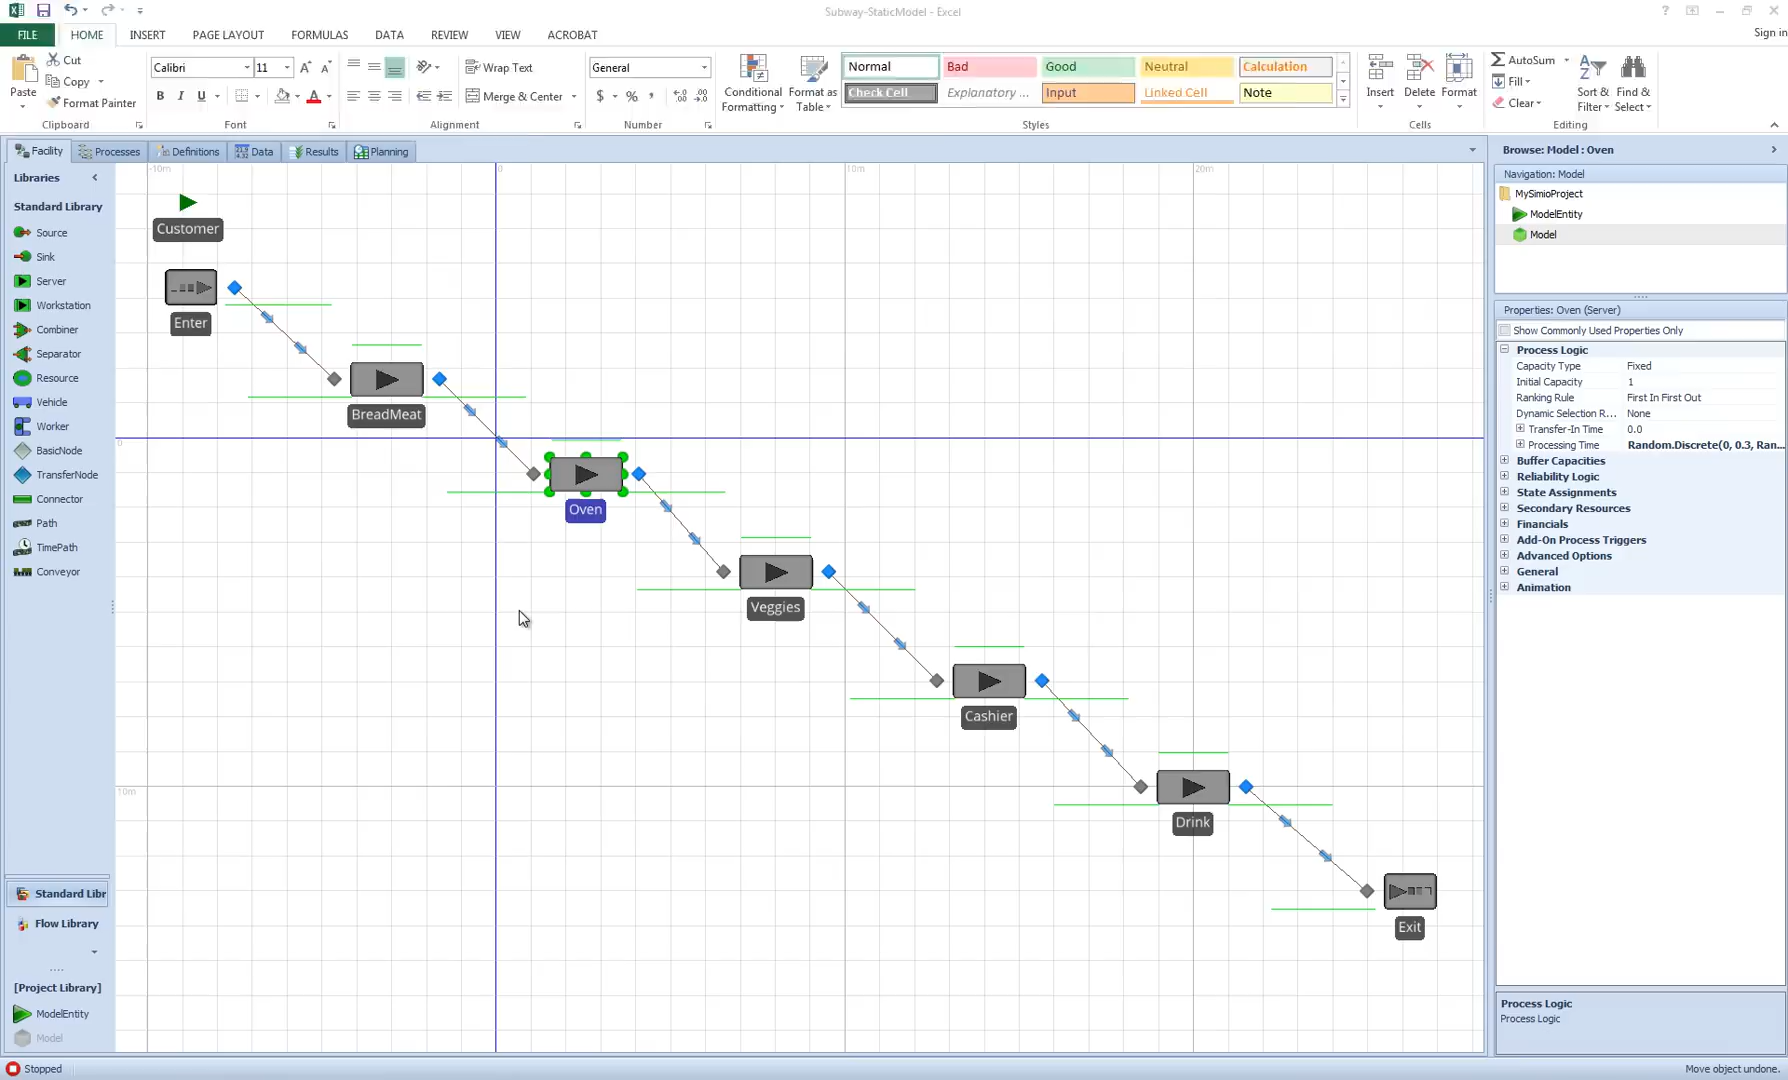 Subway-StaticModel - Excel
Sign in
FILE HOME INSERT PAGE LAYOUT FORMULAS DATA REVIEW VIEW ACROBAT
Paste
Cut
Copy
Format Painter
Clipboard
Calibri 11
B I U
Font
Wrap Text
Merge & Center
Alignment
General
$ % ,
Number
Conditional Formatting
Format as Table
Normal Bad Good Neutral Calculation
Check Cell Explanatory ... Input Linked Cell Note
Styles
Insert Delete Format
Cells
AutoSum
Fill
Clear
Sort & Filter
Find & Select
Editing
Facility Processes Definitions Data Results Planning
Libraries
Standard Library
Source
Sink
Server
Workstation
Combiner
Separator
Resource
Vehicle
Worker
BasicNode
TransferNode
Connector
Path
TimePath
Conveyor
Standard Libr
Flow Library
[Project Library]
ModelEntity
Model
-10m 0 10m 20m
0
10m
Customer
Enter
BreadMeat
Oven
Veggies
Cashier
Drink
Exit
Browse: Model : Oven
Navigation: Model
MySimioProject
ModelEntity
Model
Properties: Oven (Server)
Show Commonly Used Properties Only
Process Logic
Capacity Type Fixed
Initial Capacity 1
Ranking Rule First In First Out
Dynamic Selection R... None
Transfer-In Time 0.0
Processing Time Random.Discrete(0, 0.3, Ran...
Buffer Capacities
Reliability Logic
State Assignments
Secondary Resources
Financials
Add-On Process Triggers
Advanced Options
General
Animation
Process Logic
Process Logic
Stopped
Move object undone.